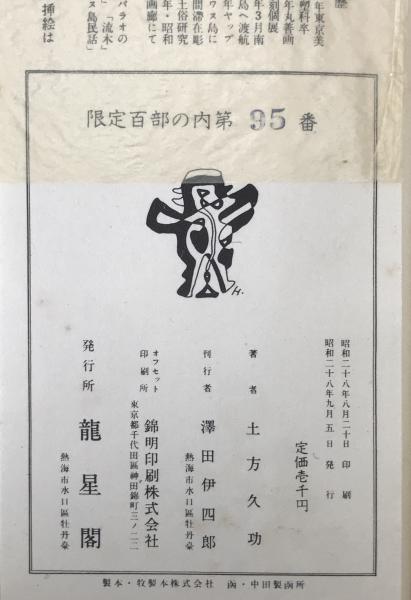 歴
年東京美
塑科卒
年丸善画
刻個展
年3月南
島へ渡航
年ヤップ
ワヌ島に
間滞在彫
土俗研究
年・昭和
画廊にて
パラオの
」「流木」
ヌ島民話」
挿絵は
限定百部の内第 95 番
H.
昭和二十八年八月二十日 印刷
昭和二十八年九月五日 発行
定価壱千円
著者 土方久功
刊行者 澤田伊四郎
熱海市水口區牡丹臺
オフセット印刷所 錦明印刷株式会社
東京都千代田區神田錦町三ノ二二
発行所 龍星閣
熱海市水口區牡丹臺
製本・牧製本株式会社 函・中田製函所